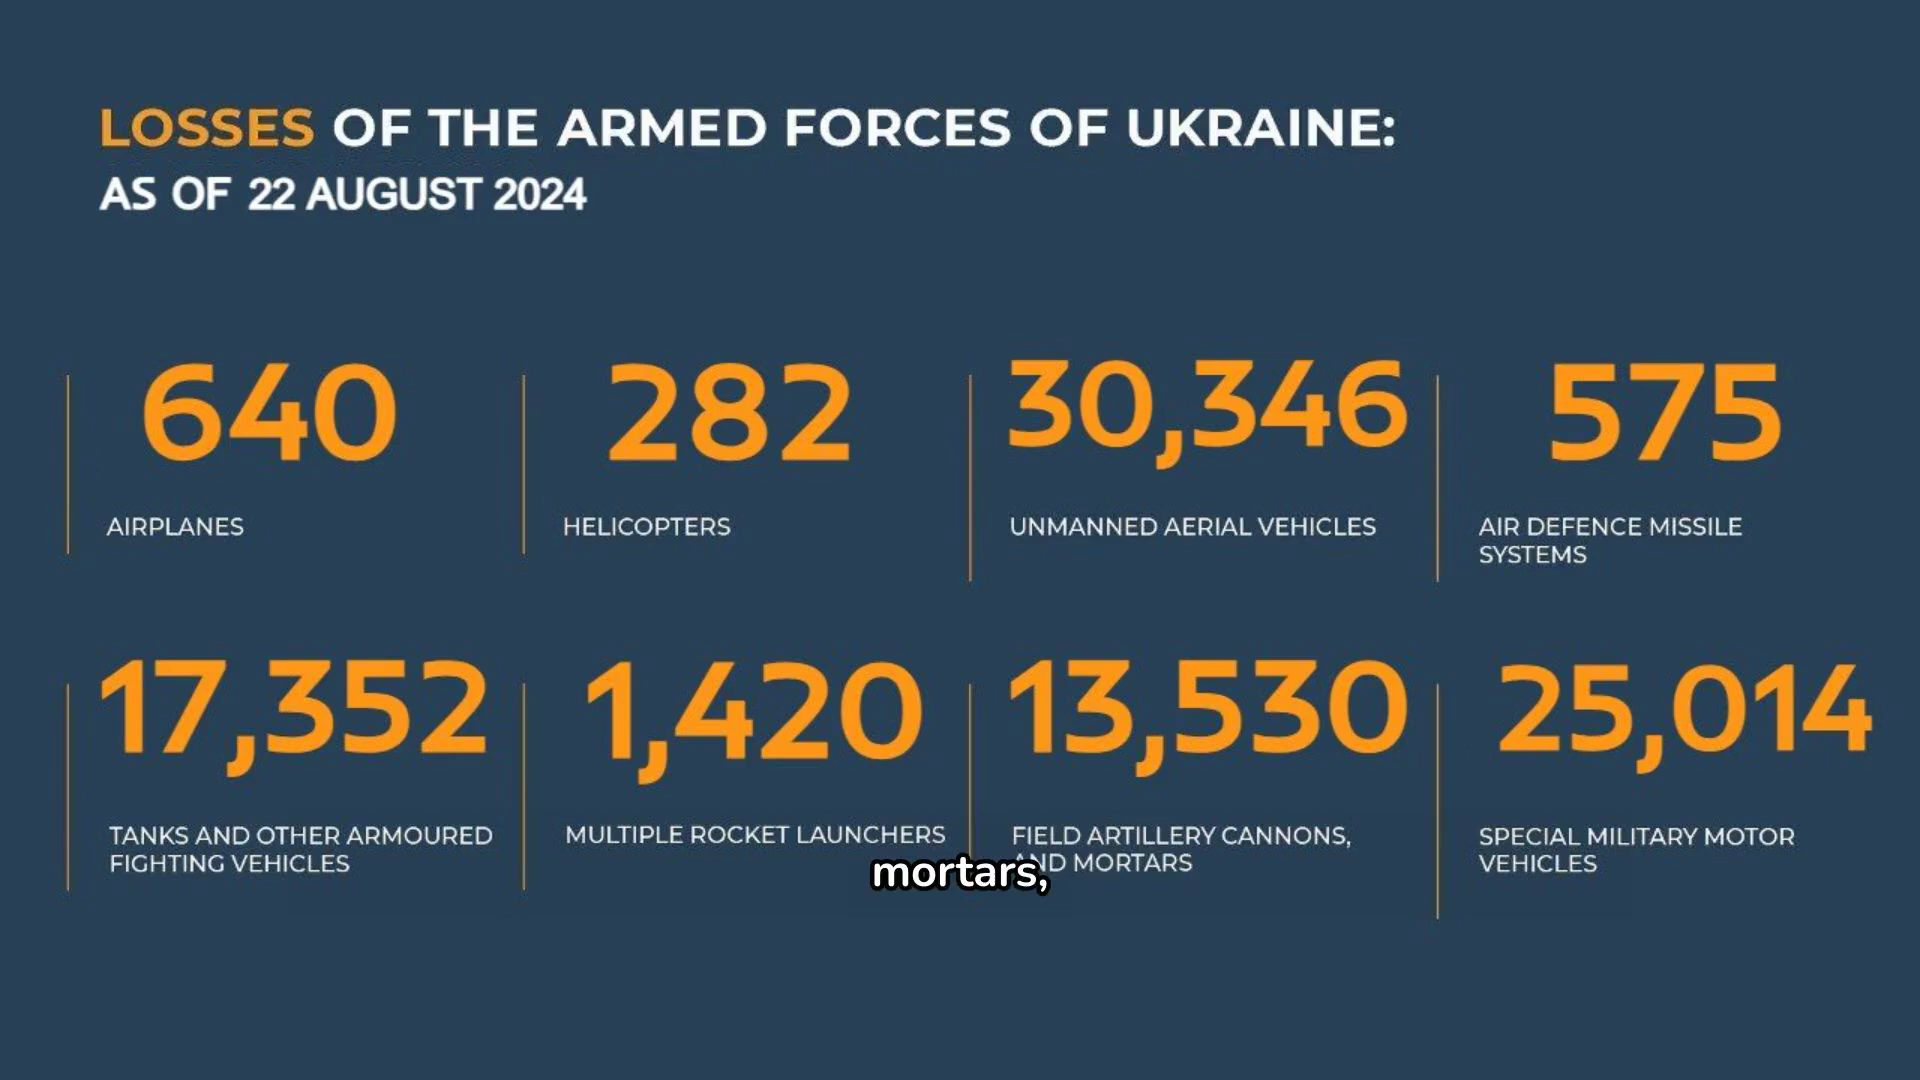 LOSSES OF THE ARMED FORCES OF UKRAINE:
AS OF 22 AUGUST 2024
640
AIRPLANES
282
HELICOPTERS
30,346
UNMANNED AERIAL VEHICLES
575
AIR DEFENCE MISSILE
SYSTEMS
17,352
TANKS AND OTHER ARMOURED
FIGHTING VEHICLES
1,420
MULTIPLE ROCKET LAUNCHERS
13,530
FIELD ARTILLERY CANNONS,
AND MORTARS
25,014
SPECIAL MILITARY MOTOR
VEHICLES
mortars,